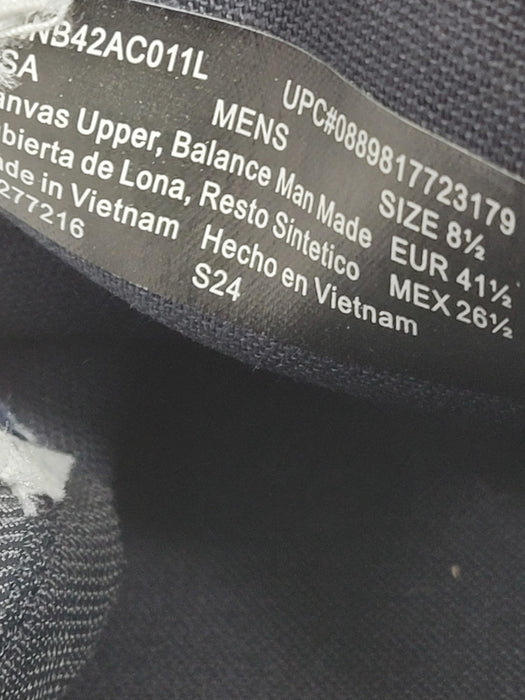 NB42AC011L
SA UPC#0889817723179
MENS SIZE 8½
anvas Upper, Balance Man Made EUR 41½
bierta de Lona, Resto Sintetico MEX 26½
ade in Vietnam Hecho en Vietnam
277216 S24